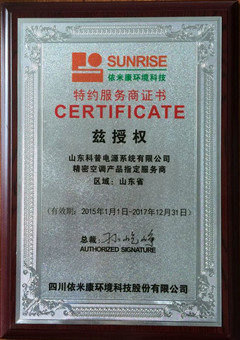 SUNRISE
依米康环境科技
特约服务商证书
CERTIFICATE
兹授权
山东科普电源系统有限公司
精密空调产品指定服务商
区域：山东省
(有效期：2015年1月1日-2017年12月31日)
总裁：孙屹峥
AUTHORIZED SIGNATURE
四川依米康环境科技股份有限公司